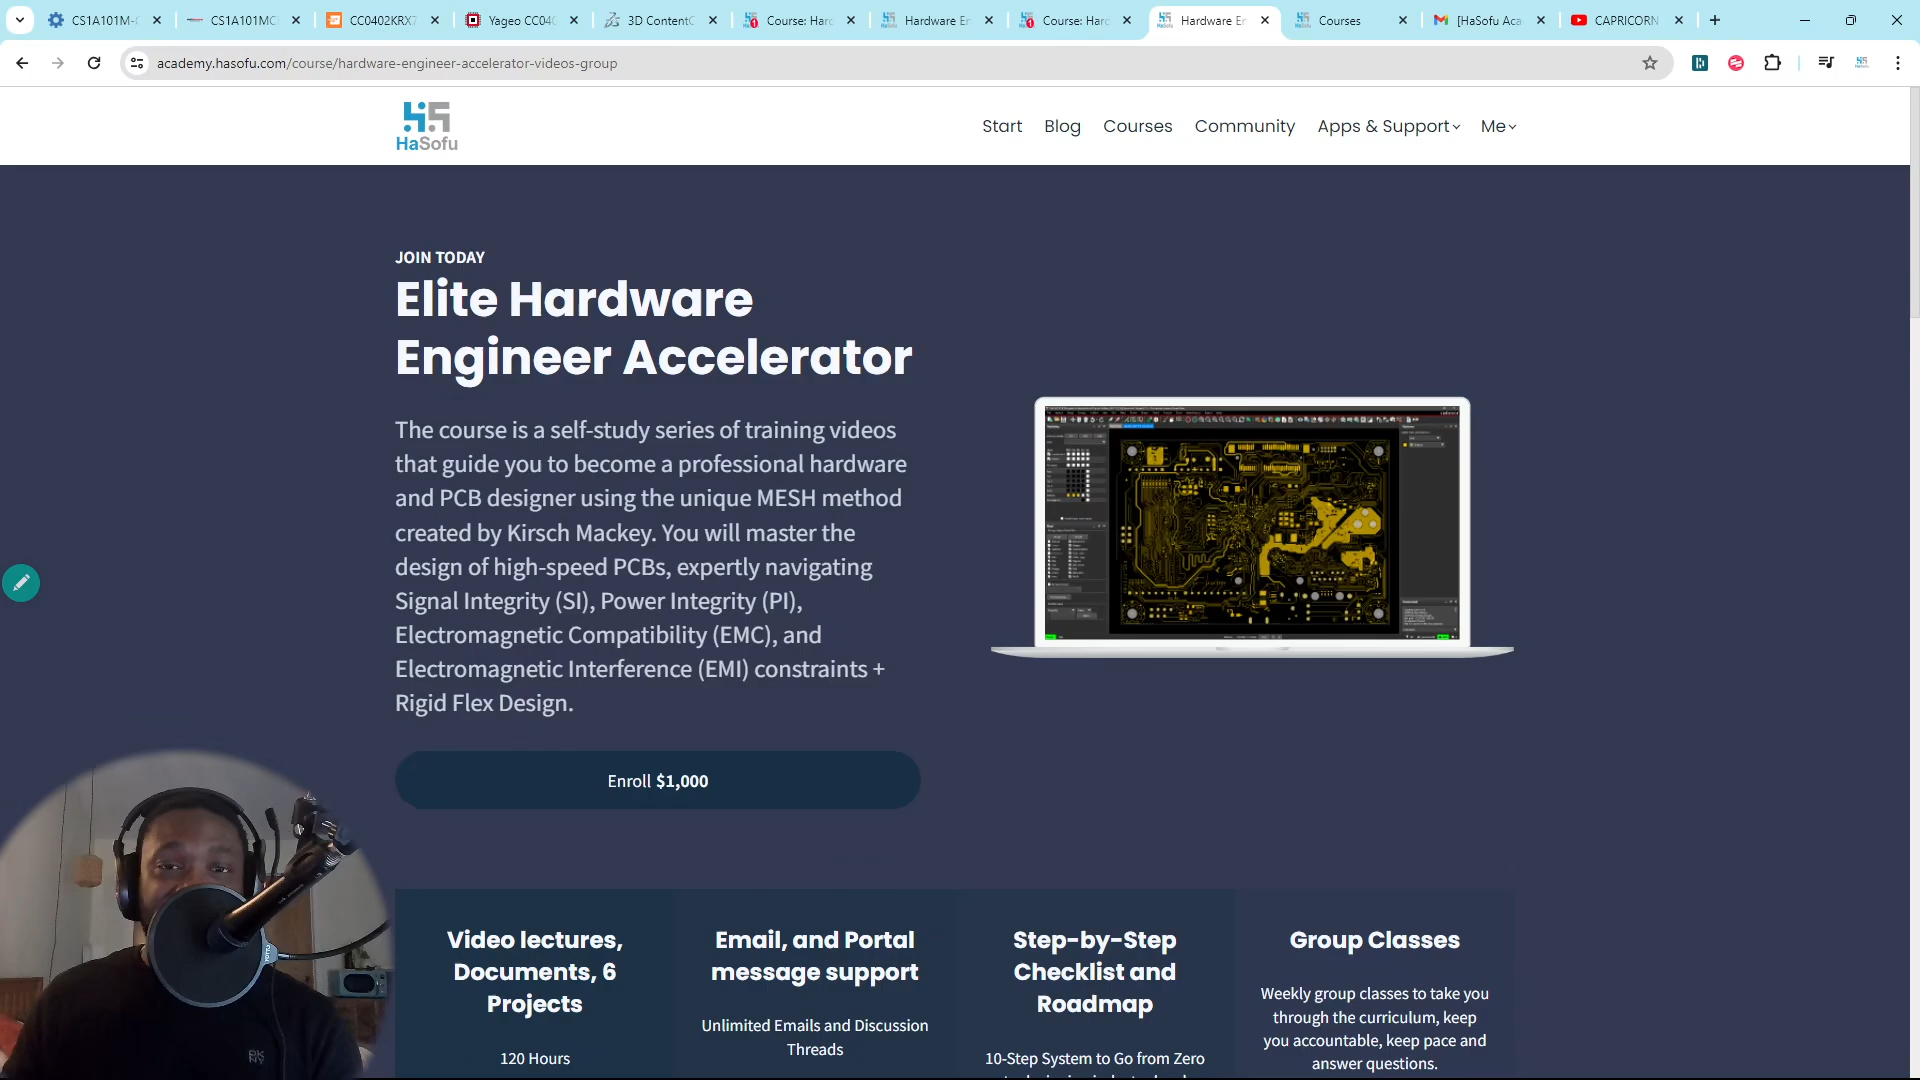 CS1A101M-
CS1A101MC
CC0402KRX7
Yageo CC04
3D ContentC
Course: Hard
Hardware En
Course: Hard
Hardware En
Courses
[HaSofu Aca
CAPRICORN
academy.hasofu.com/course/hardware-engineer-accelerator-videos-group
HaSofu
Start
Blog
Courses
Community
Apps & Support
Me
JOIN TODAY
Elite Hardware
Engineer Accelerator
The course is a self-study series of training videos
that guide you to become a professional hardware
and PCB designer using the unique MESH method
created by Kirsch Mackey. You will master the
design of high-speed PCBs, expertly navigating
Signal Integrity (SI), Power Integrity (PI),
Electromagnetic Compatibility (EMC), and
Electromagnetic Interference (EMI) constraints +
Rigid Flex Design.
Enroll $1,000
Video lectures,
Documents, 6
Projects
120 Hours
Email, and Portal
message support
Unlimited Emails and Discussion
Threads
Step-by-Step
Checklist and
Roadmap
10-Step System to Go from Zero
Group Classes
Weekly group classes to take you
through the curriculum, keep
you accountable, keep pace and
answer questions.